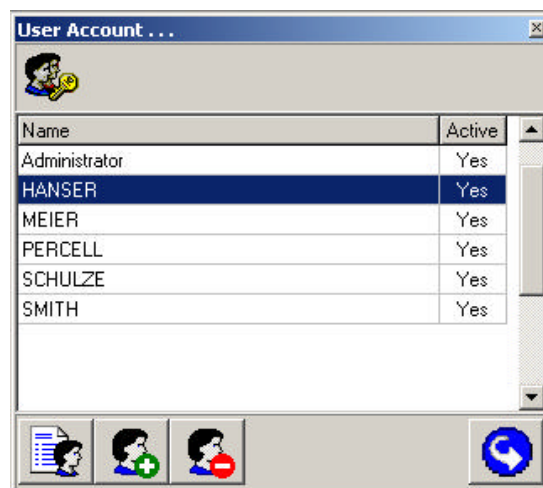 User Account . . .
Name Active
Administrator Yes
HANSER Yes
MEIER Yes
PERCELL Yes
SCHULZE Yes
SMITH Yes